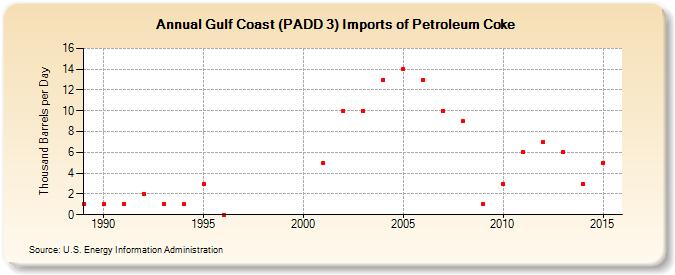 Annual Gulf Coast (PADD 3) Imports of Petroleum Coke
Thousand Barrels per Day
16
14
12
10
8
6
4
2
0
1990 1995 2000 2005 2010 2015
Source: U.S. Energy Information Administration